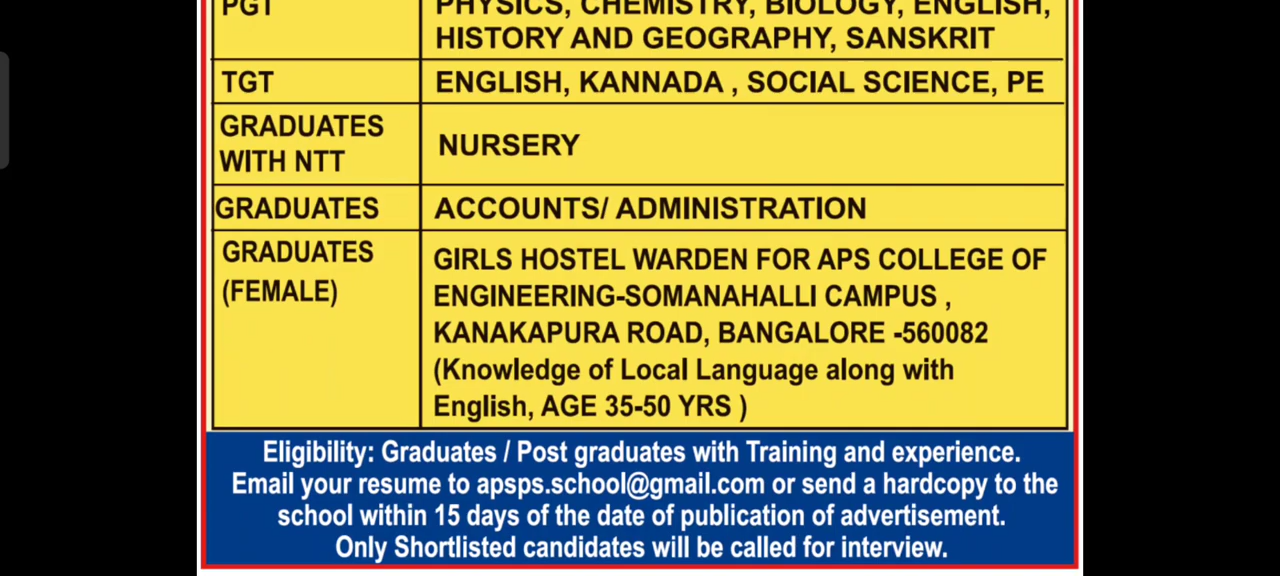 PGT
PHYSICS, CHEMISTRY, BIOLOGY, ENGLISH,
HISTORY AND GEOGRAPHY, SANSKRIT
TGT
ENGLISH, KANNADA , SOCIAL SCIENCE, PE
GRADUATES
WITH NTT
NURSERY
GRADUATES
ACCOUNTS/ ADMINISTRATION
GRADUATES
(FEMALE)
GIRLS HOSTEL WARDEN FOR APS COLLEGE OF
ENGINEERING-SOMANAHALLI CAMPUS ,
KANAKAPURA ROAD, BANGALORE -560082
(Knowledge of Local Language along with
English, AGE 35-50 YRS )
Eligibility: Graduates / Post graduates with Training and experience.
Email your resume to apsps.school@gmail.com or send a hardcopy to the
school within 15 days of the date of publication of advertisement.
Only Shortlisted candidates will be called for interview.